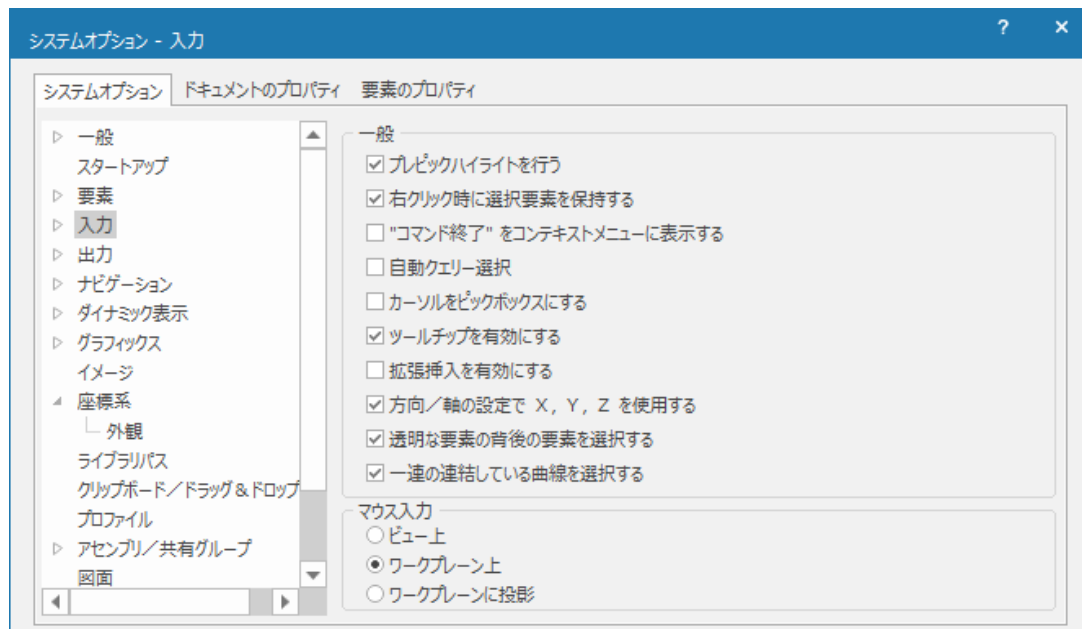 システムオプション - 入力
? ×
システムオプション ドキュメントのプロパティ 要素のプロパティ
一般
スタートアップ
要素
入力
出力
ナビゲーション
ダイナミック表示
グラフィックス
イメージ
座標系
外観
ライブラリパス
クリップボード／ドラッグ＆ドロップ
プロファイル
アセンブリ／共有グループ
図面
一般
プレピックハイライトを行う
右クリック時に選択要素を保持する
"コマンド終了" をコンテキストメニューに表示する
自動クエリー選択
カーソルをピックボックスにする
ツールチップを有効にする
拡張挿入を有効にする
方向／軸の設定で X, Y, Z を使用する
透明な要素の背後の要素を選択する
一連の連結している曲線を選択する
マウス入力
ビュー上
ワークプレーン上
ワークプレーンに投影